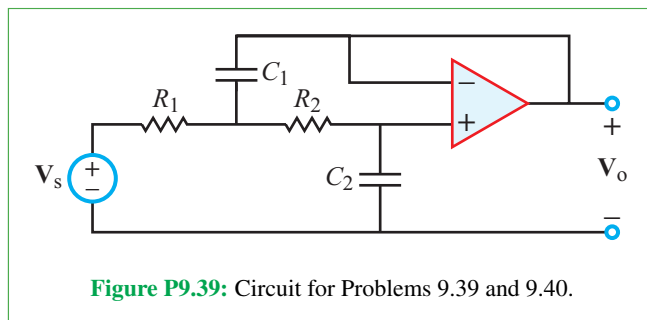 C1
R1
R2
−
+
+
Vs
+
−
C2
Vo
−
Figure P9.39: Circuit for Problems 9.39 and 9.40.